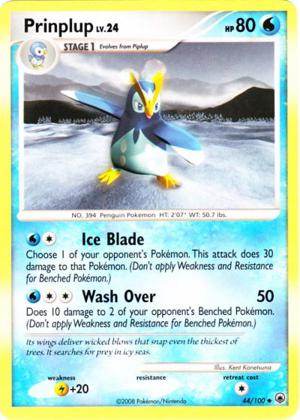 Prinplup LV.24
HP 80
STAGE 1 Evolves from Piplup
NO. 394 Penguin Pokémon HT: 2'07" WT: 50.7 lbs.
Ice Blade
Choose 1 of your opponent's Pokémon. This attack does 30
damage to that Pokémon. (Don't apply Weakness and Resistance
for Benched Pokémon.)
Wash Over 50
Does 10 damage to 2 of your opponent's Benched Pokémon.
(Don't apply Weakness and Resistance for Benched Pokémon.)
Its wings deliver wicked blows that snap even the thickest of
trees. It searches for prey in icy seas.
Illus. Kent Kanetsuna
weakness resistance retreat cost
+20
©2008 Pokémon/Nintendo 44/100